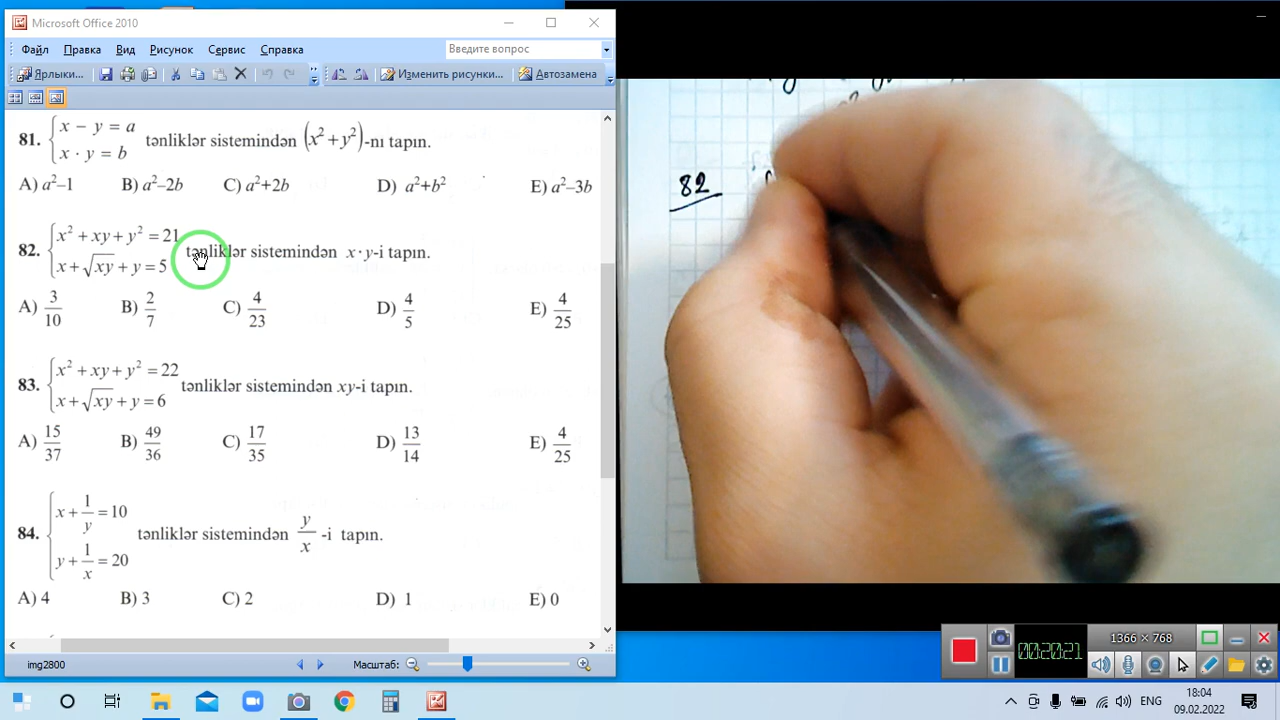 Microsoft Office 2010
Файл Правка Вид Рисунок Сервис Справка
Введите вопрос
Ярлыки... Изменить рисунки... Автозамена
81. { x − y = a
x · y = b tənliklər sistemindən (x² + y²)-nı tapın.
A) a²–1 B) a²–2b C) a²+2b D) a²+b² E) a²–3b
82. { x² + xy + y² = 21
x + √xy + y = 5 tənliklər sistemindən x·y-i tapın.
A) 3/10 B) 2/7 C) 4/23 D) 4/5 E) 4/25
83. { x² + xy + y² = 22
x + √xy + y = 6 tənliklər sistemindən xy-i tapın.
A) 15/37 B) 49/36 C) 17/35 D) 13/14 E) 4/25
84. { x + 1/y = 10
y + 1/x = 20 tənliklər sistemindən y/x -i tapın.
A) 4 B) 3 C) 2 D) 1 E) 0
img2800
Масштаб:
82
1366 × 768
00:20:21
ENG
18:04
09.02.2022